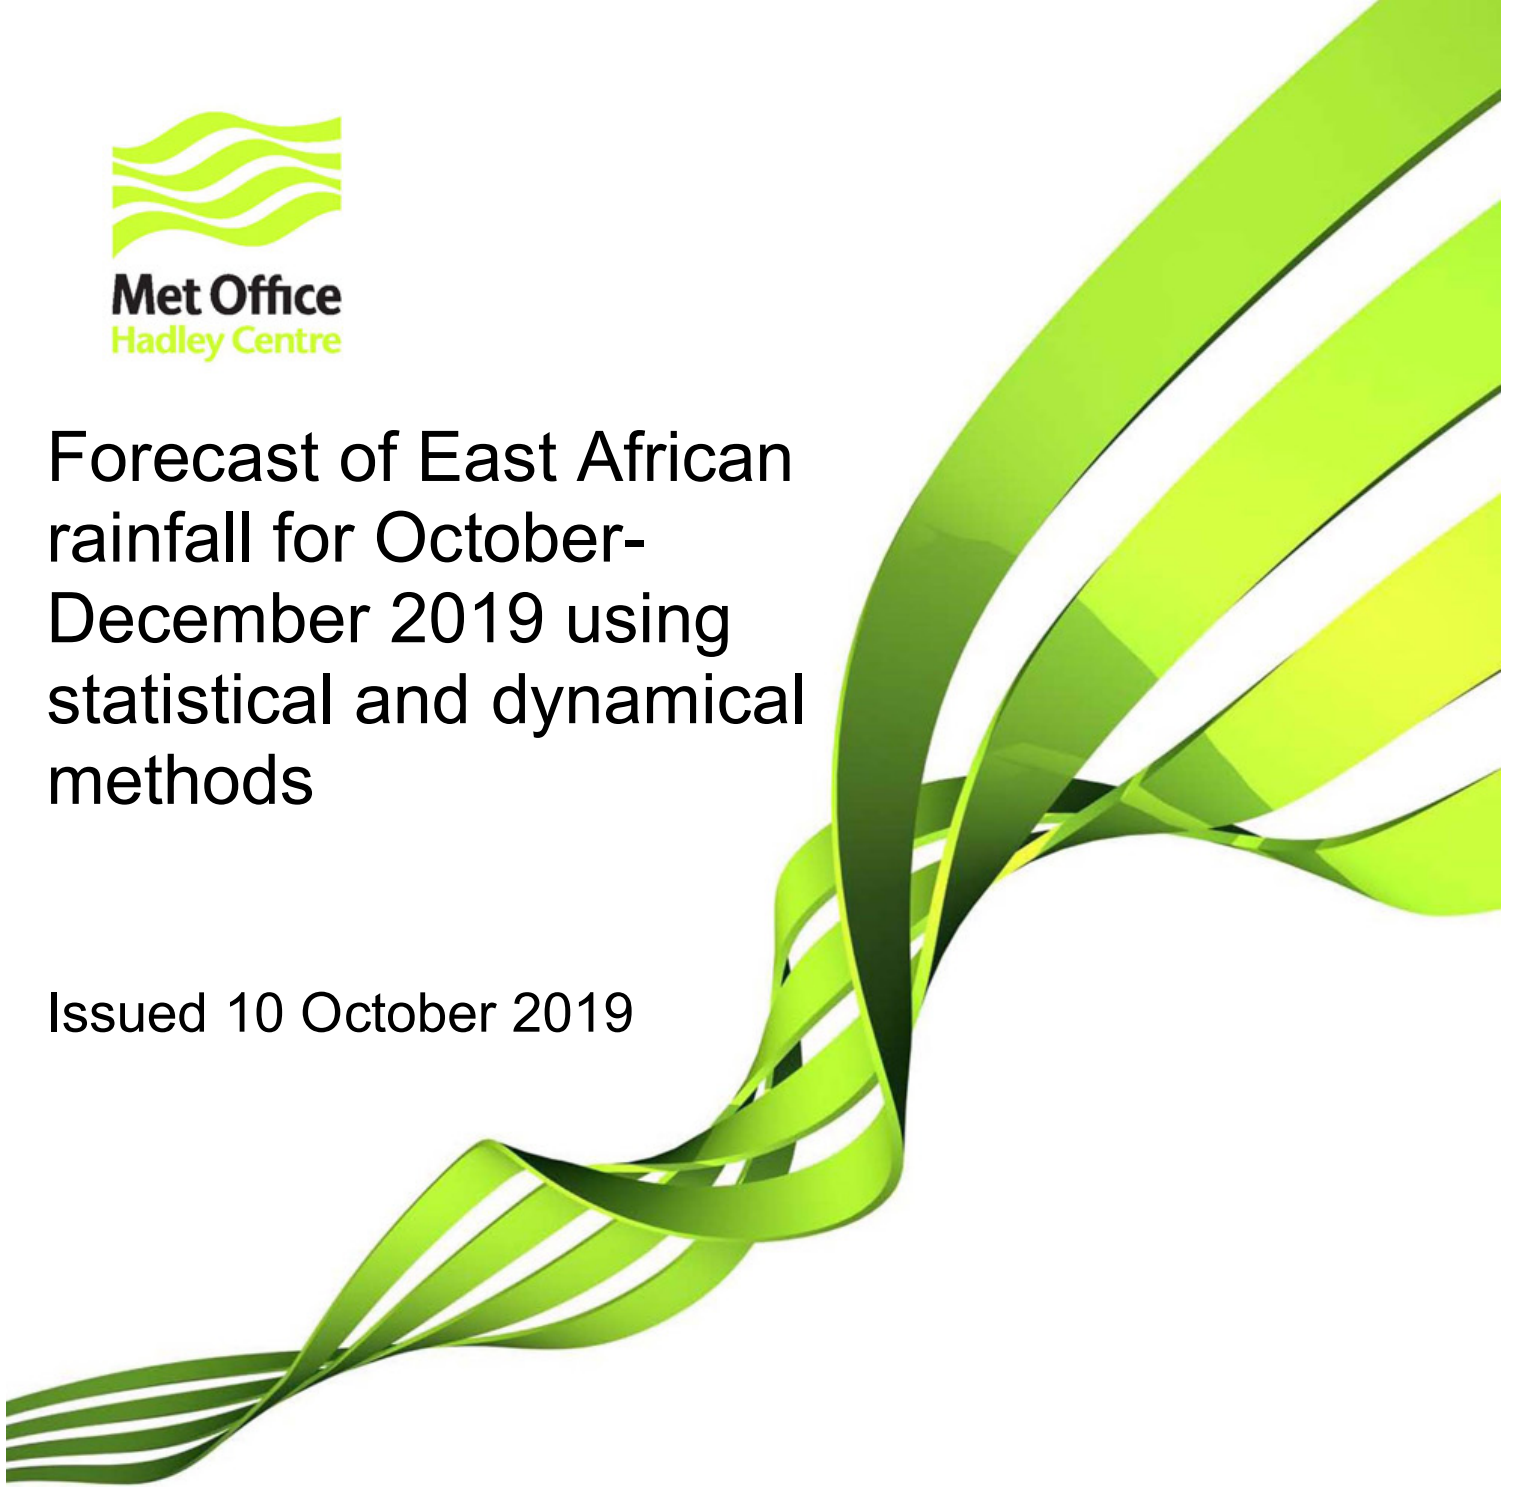 Met Office
Hadley Centre
Forecast of East African
rainfall for October-
December 2019 using
statistical and dynamical
methods
Issued 10 October 2019